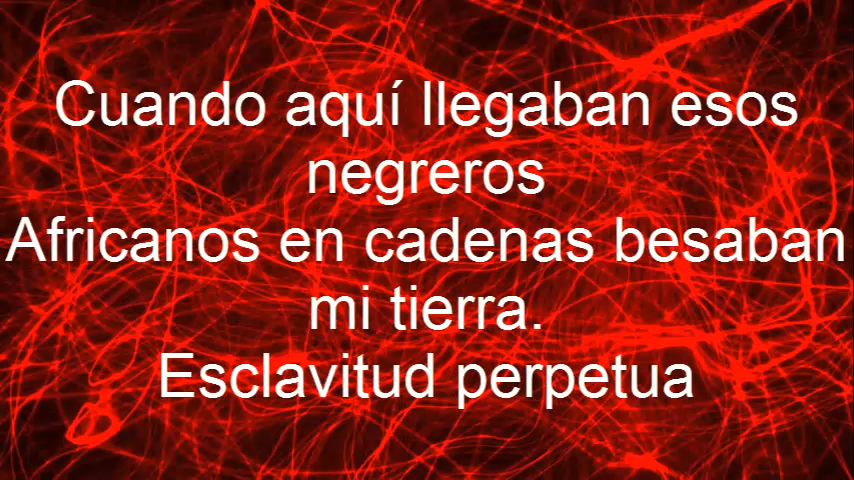 Cuando aquí llegaban esos
negreros
Africanos en cadenas besaban
mi tierra.
Esclavitud perpetua